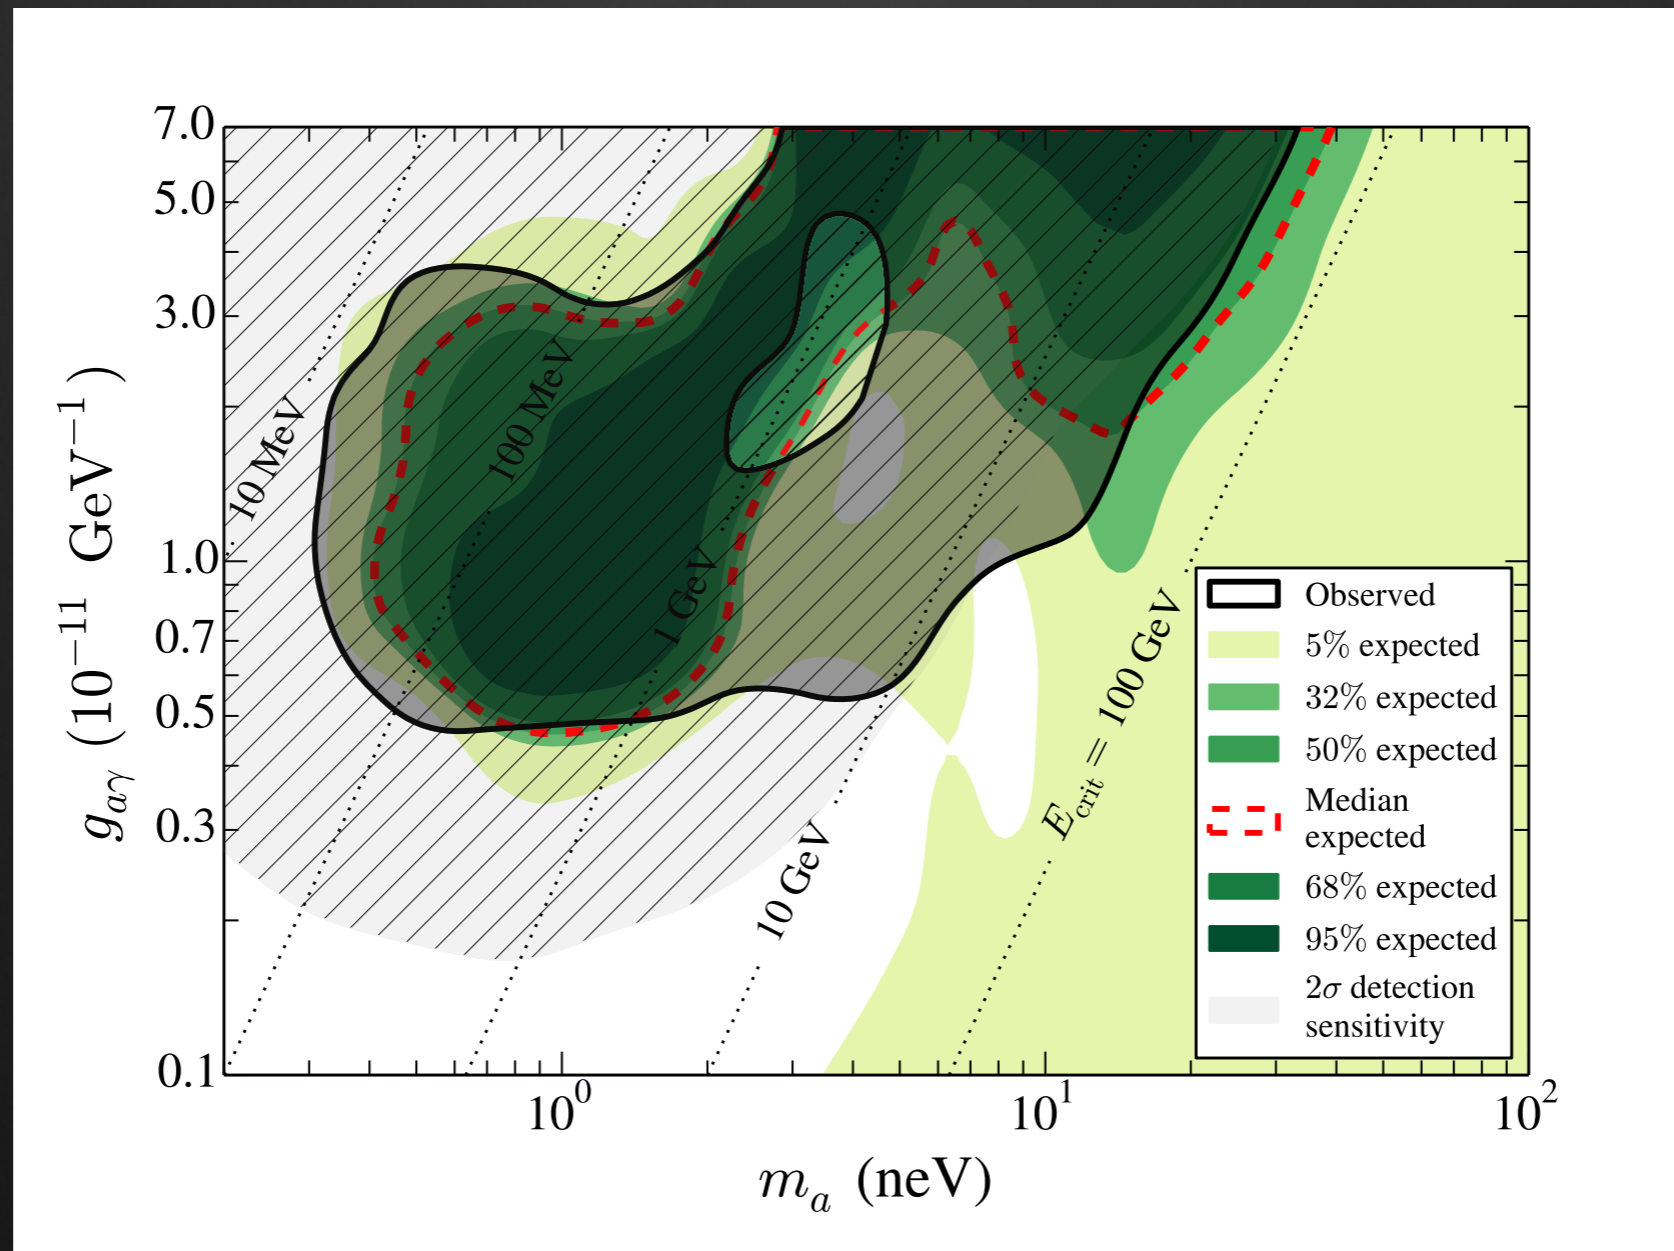 7.0
5.0
3.0
1.0
0.7
0.5
0.3
0.1
g_{aγ} (10^{−11} GeV^{−1})
10 MeV
100 MeV
1 GeV
10 GeV
E_{crit} = 100 GeV
Observed
5% expected
32% expected
50% expected
Median
expected
68% expected
95% expected
2σ detection
sensitivity
10^0 10^1 10^2
m_a (neV)